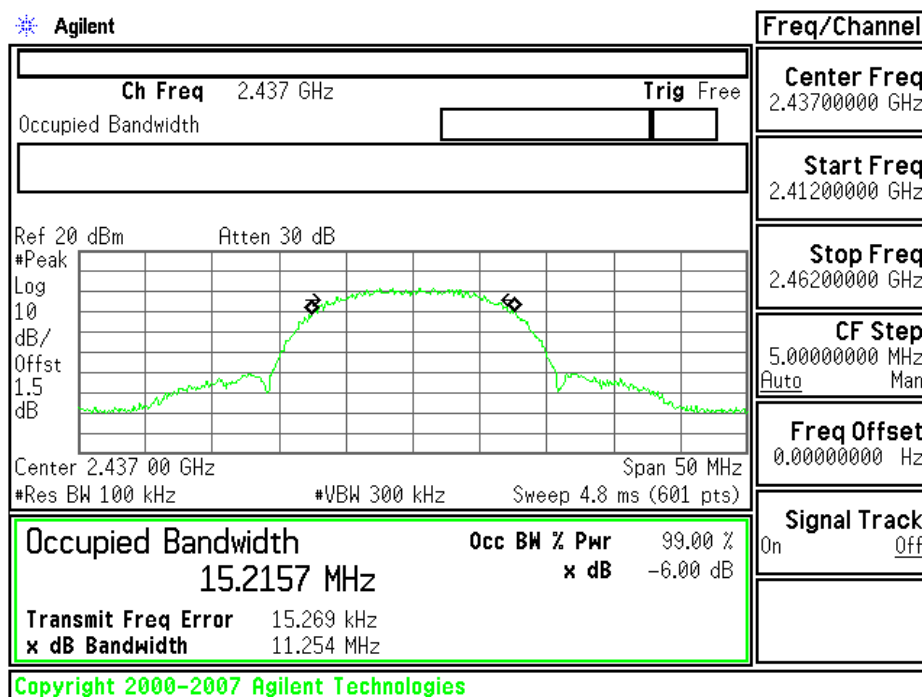 Agilent
Freq/Channel
Ch Freq 2.437 GHz Trig Free
Occupied Bandwidth
Center Freq
2.43700000 GHz
Start Freq
2.41200000 GHz
Stop Freq
2.46200000 GHz
CF Step
5.00000000 MHz
Auto Man
Freq Offset
0.00000000 Hz
Signal Track
On Off
Ref 20 dBm Atten 30 dB
#Peak
Log
10
dB/
Offst
1.5
dB
Center 2.437 00 GHz Span 50 MHz
#Res BW 100 kHz #VBW 300 kHz Sweep 4.8 ms (601 pts)
Occupied Bandwidth
15.2157 MHz
Occ BW % Pwr 99.00 %
x dB -6.00 dB
Transmit Freq Error 15.269 kHz
x dB Bandwidth 11.254 MHz
Copyright 2000-2007 Agilent Technologies